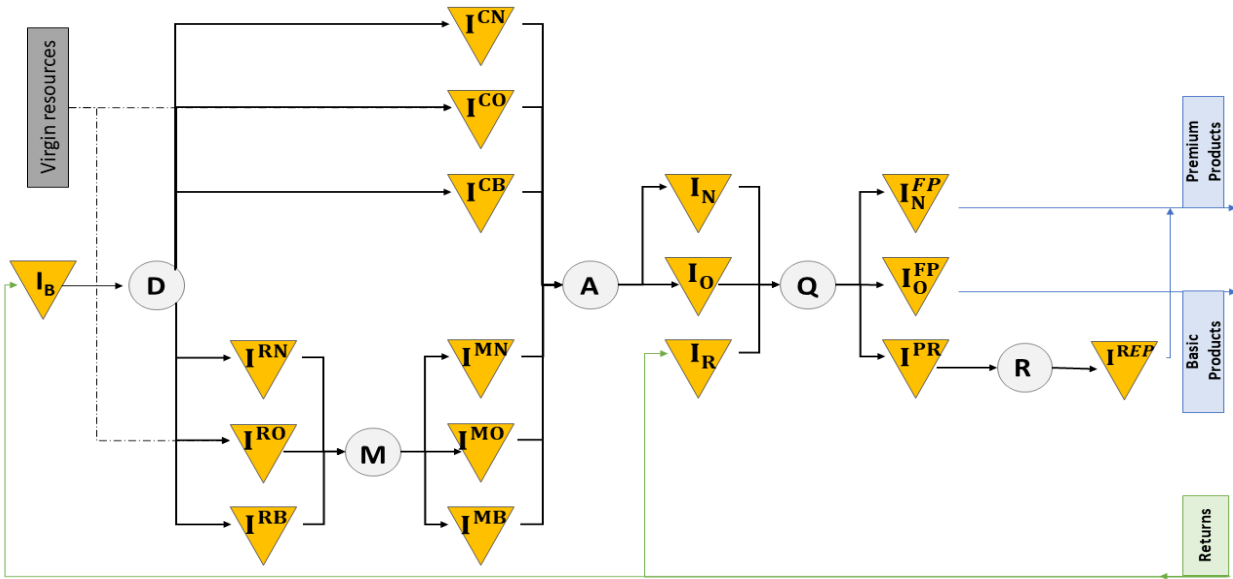 Virgin resources
I^CN
I^CO
I^CB
I_B
D
I^RN
I^RO
I^RB
M
I^MN
I^MO
I^MB
A
I_N
I_O
I_R
Q
I_N^FP
I_O^FP
I^PR
R
I^REP
Premium
Products
Basic
Products
Returns